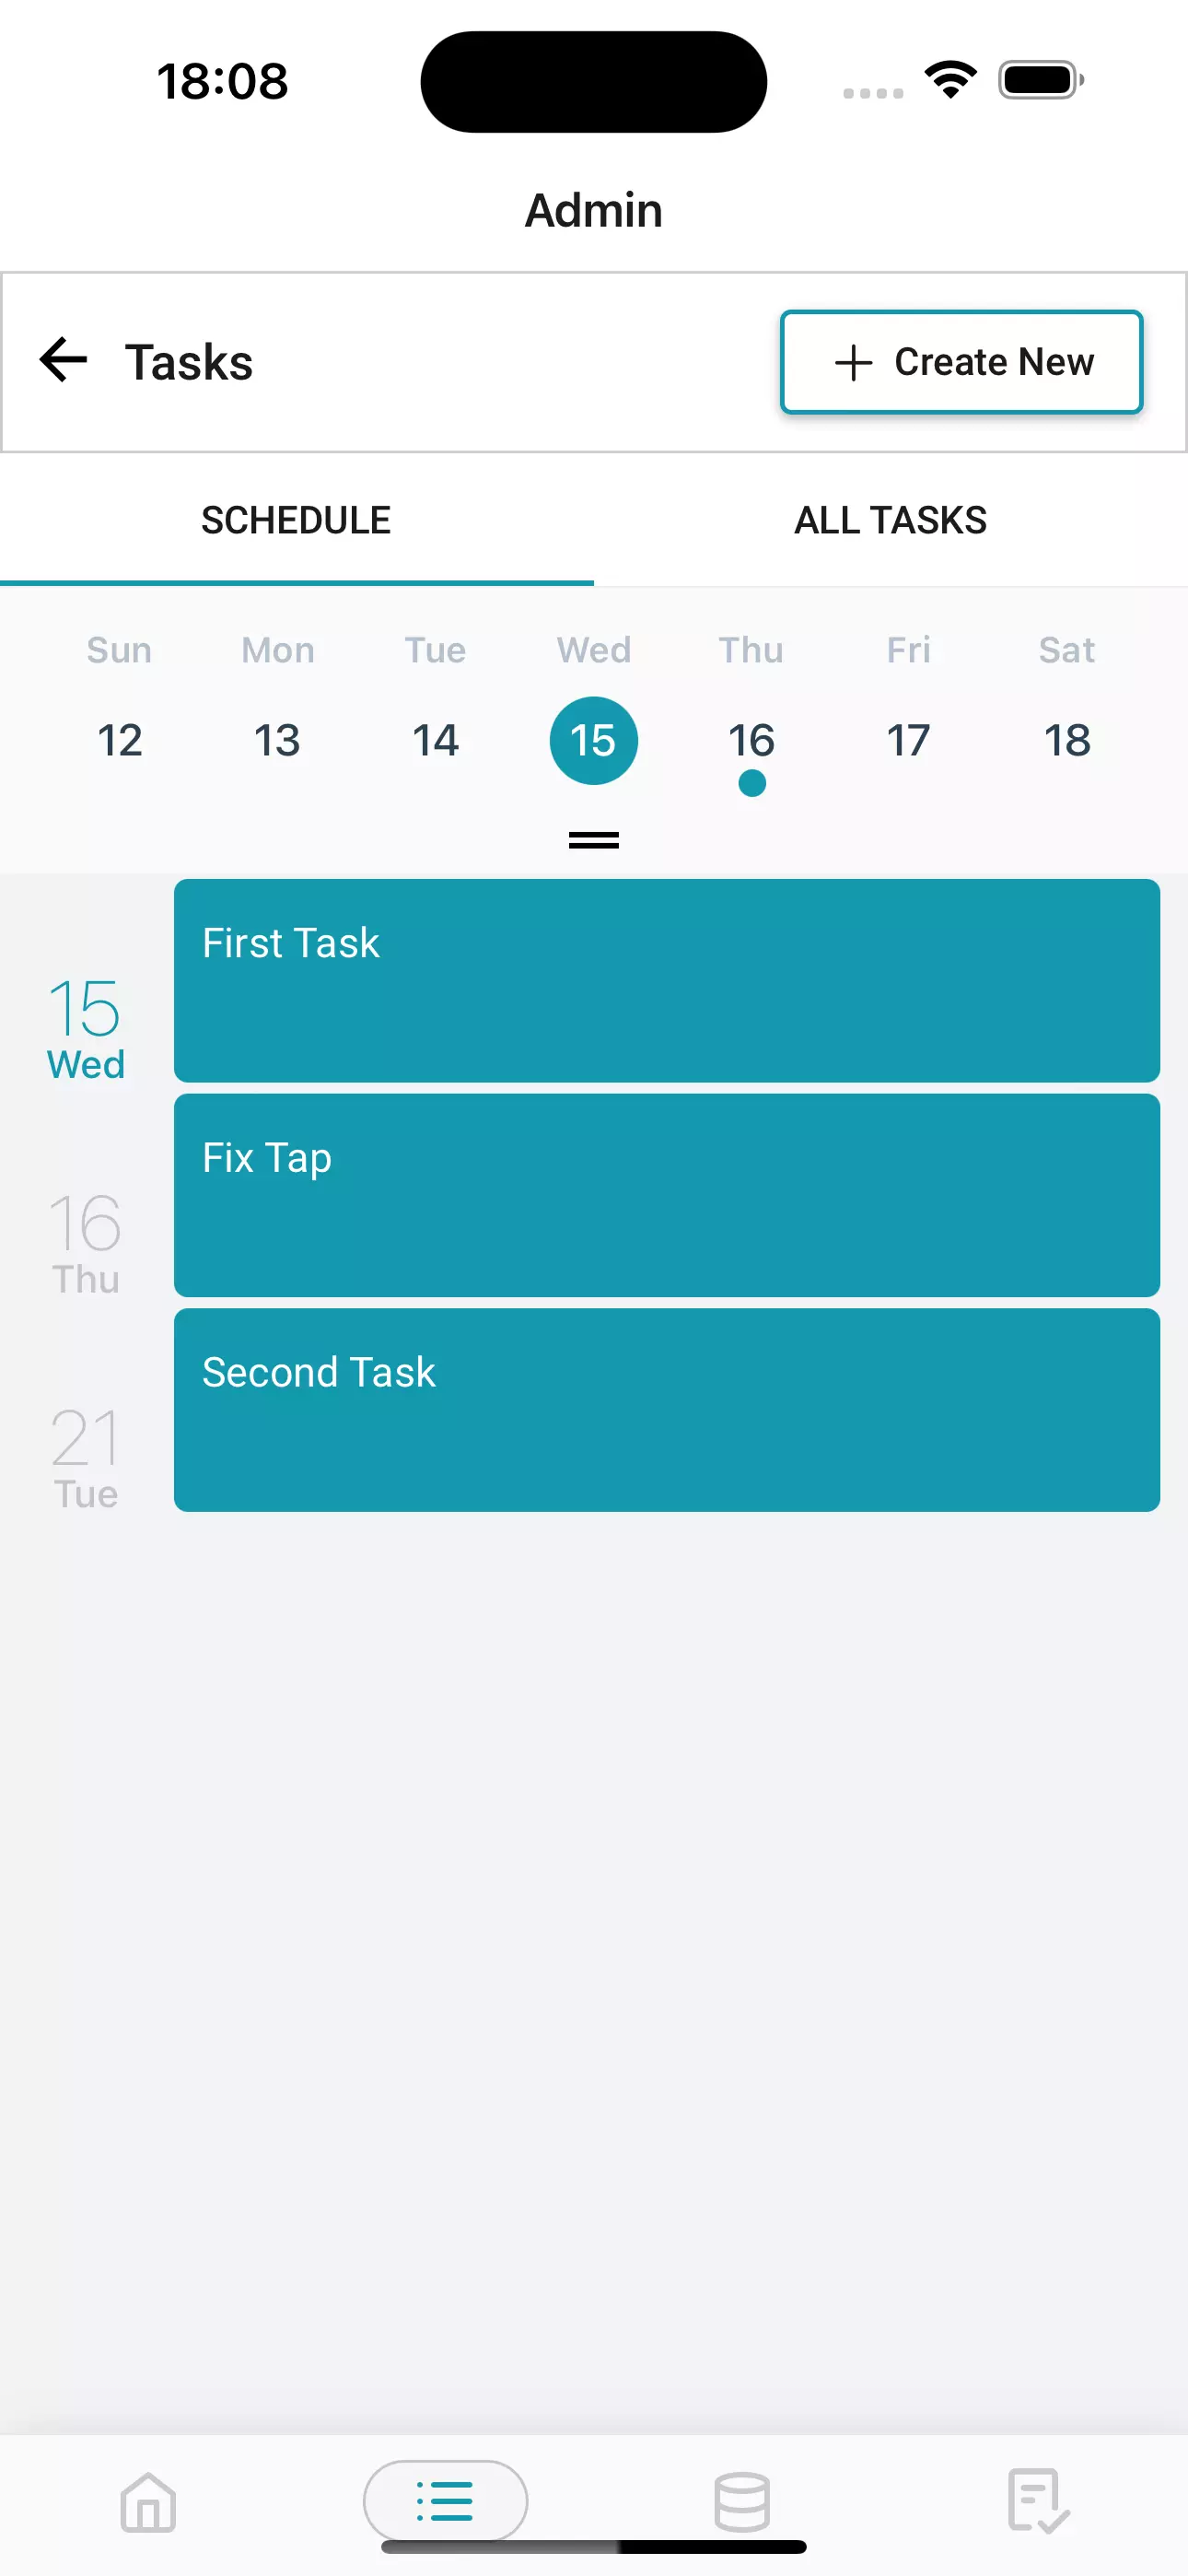 18:08
Admin
Tasks
Create New
SCHEDULE
ALL TASKS
Sun Mon Tue Wed Thu Fri Sat
12 13 14 15 16 17 18
First Task
15
Wed
Fix Tap
16
Thu
Second Task
21
Tue